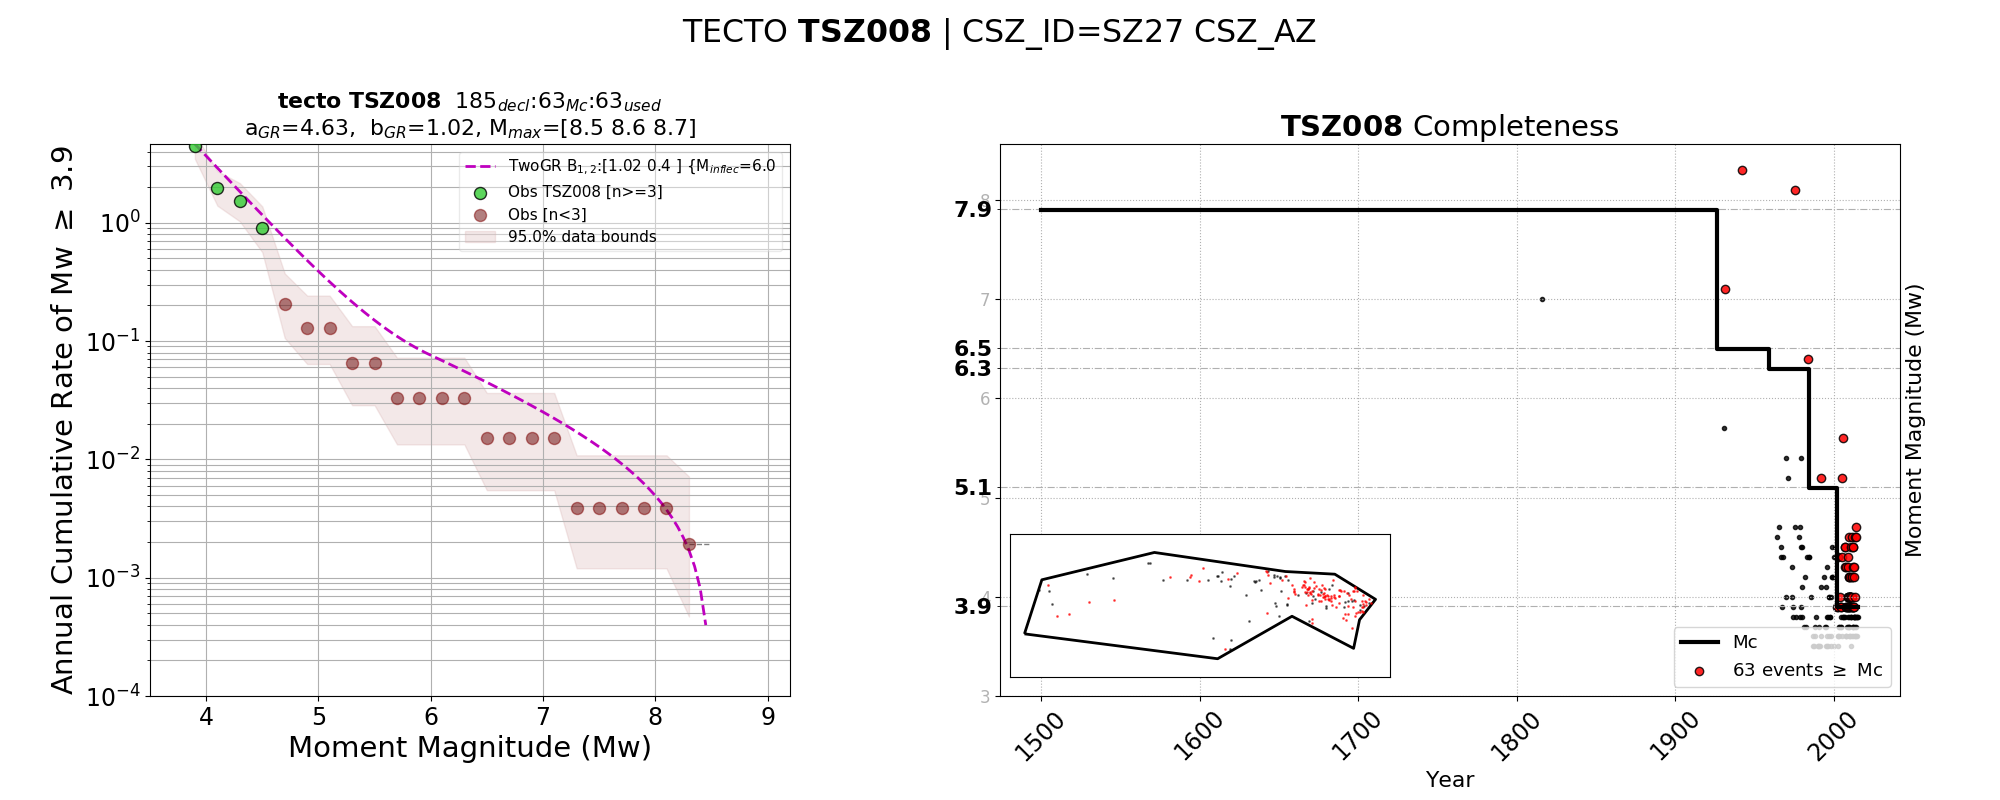 TECTO TSZ008 | CSZ_ID=SZ27 CSZ_AZ
tecto TSZ008 185decl:63Mc:63used
aGR=4.63, bGR=1.02, Mmax=[8.5 8.6 8.7]
Annual Cumulative Rate of Mw ≥ 3.9
10^0
10^−1
10^−2
10^−3
10^−4
TwoGR B1,2:[1.02 0.4 ] {Minflec=6.0
Obs TSZ008 [n>=3]
Obs [n<3]
95.0% data bounds
4 5 6 7 8 9
Moment Magnitude (Mw)
TSZ008 Completeness
8
7.9
7
6.5
6.3
6
5.1
5
4
3.9
3
Mc
63 events ≥ Mc
1500 1600 1700 1800 1900 2000
Year
Moment Magnitude (Mw)